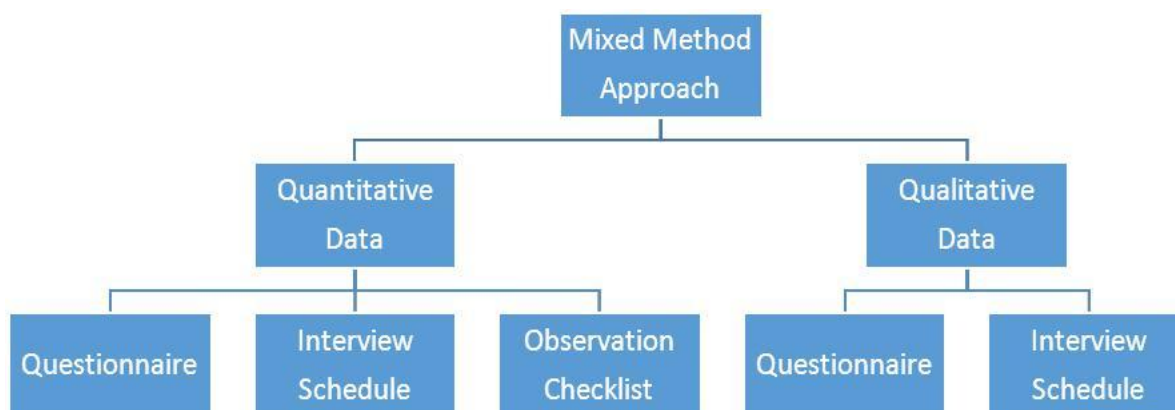 Mixed Method
Approach
Quantitative
Data
Qualitative
Data
Questionnaire
Interview
Schedule
Observation
Checklist
Questionnaire
Interview
Schedule